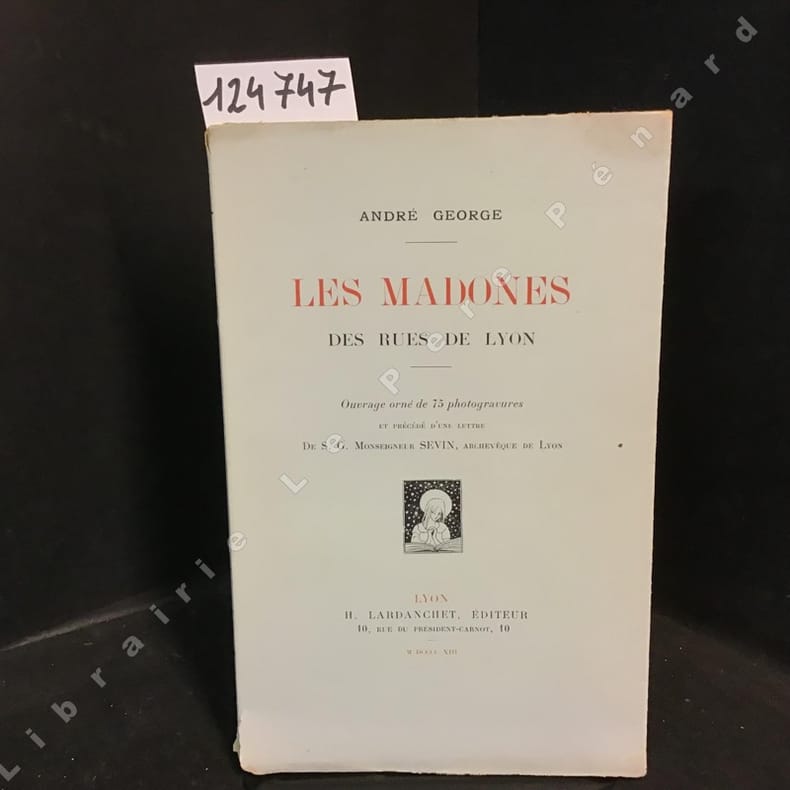 124747
ANDRÉ GEORGE
LES MADONES
DES RUES DE LYON
Ouvrage orné de 75 photogravures
ET PRÉCÉDÉ D'UNE LETTRE
DE S. G. MONSEIGNEUR SEVIN, ARCHEVÊQUE DE LYON
LYON
H. LARDANCHET, ÉDITEUR
10, RUE DU PRÉSIDENT-CARNOT, 10
Librairie Le Père Pénard